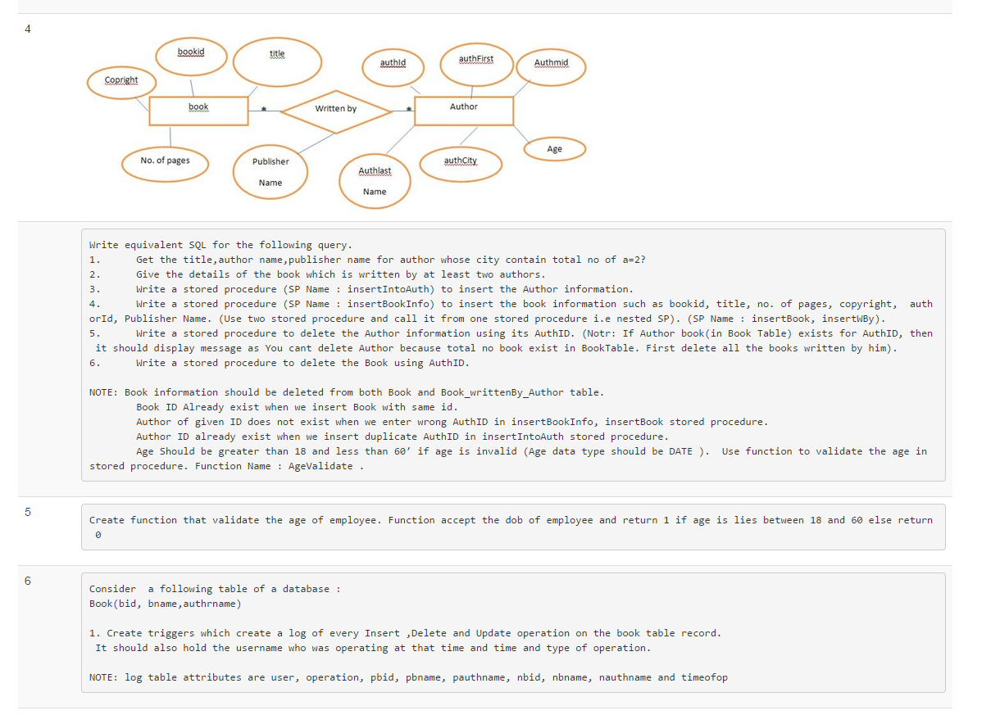 4
bookid
title
authId
authFirst
Authmid
Copright
book
*
Written by
*
Author
No. of pages
Publisher
Name
Authlast
Name
authCity
Age
Write equivalent SQL for the following query.
1.       Get the title,author name,publisher name for author whose city contain total no of a=2?
2.       Give the details of the book which is written by at least two authors.
3.       Write a stored procedure (SP Name : insertIntoAuth) to insert the Author information.
4.       Write a stored procedure (SP Name : insertBookInfo) to insert the book information such as bookid, title, no. of pages, copyright,  auth
orId, Publisher Name. (Use two stored procedure and call it from one stored procedure i.e nested SP). (SP Name : insertBook, insertWBy).
5.       Write a stored procedure to delete the Author information using its AuthID. (Notr: If Author book(in Book Table) exists for AuthID, then
it should display message as You cant delete Author because total no book exist in BookTable. First delete all the books written by him).
6.       Write a stored procedure to delete the Book using AuthID.
NOTE: Book information should be deleted from both Book and Book_writtenBy_Author table.
Book ID Already exist when we insert Book with same id.
Author of given ID does not exist when we enter wrong AuthID in insertBookInfo, insertBook stored procedure.
Author ID already exist when we insert duplicate AuthID in insertIntoAuth stored procedure.
Age Should be greater than 18 and less than 60’ if age is invalid (Age data type should be DATE ).  Use function to validate the age in
stored procedure. Function Name : AgeValidate .
5
Create function that validate the age of employee. Function accept the dob of employee and return 1 if age is lies between 18 and 60 else return
0
6
Consider  a following table of a database :
Book(bid, bname,authrname)
1. Create triggers which create a log of every Insert ,Delete and Update operation on the book table record.
It should also hold the username who was operating at that time and time and type of operation.
NOTE: log table attributes are user, operation, pbid, pbname, pauthname, nbid, nbname, nauthname and timeofop